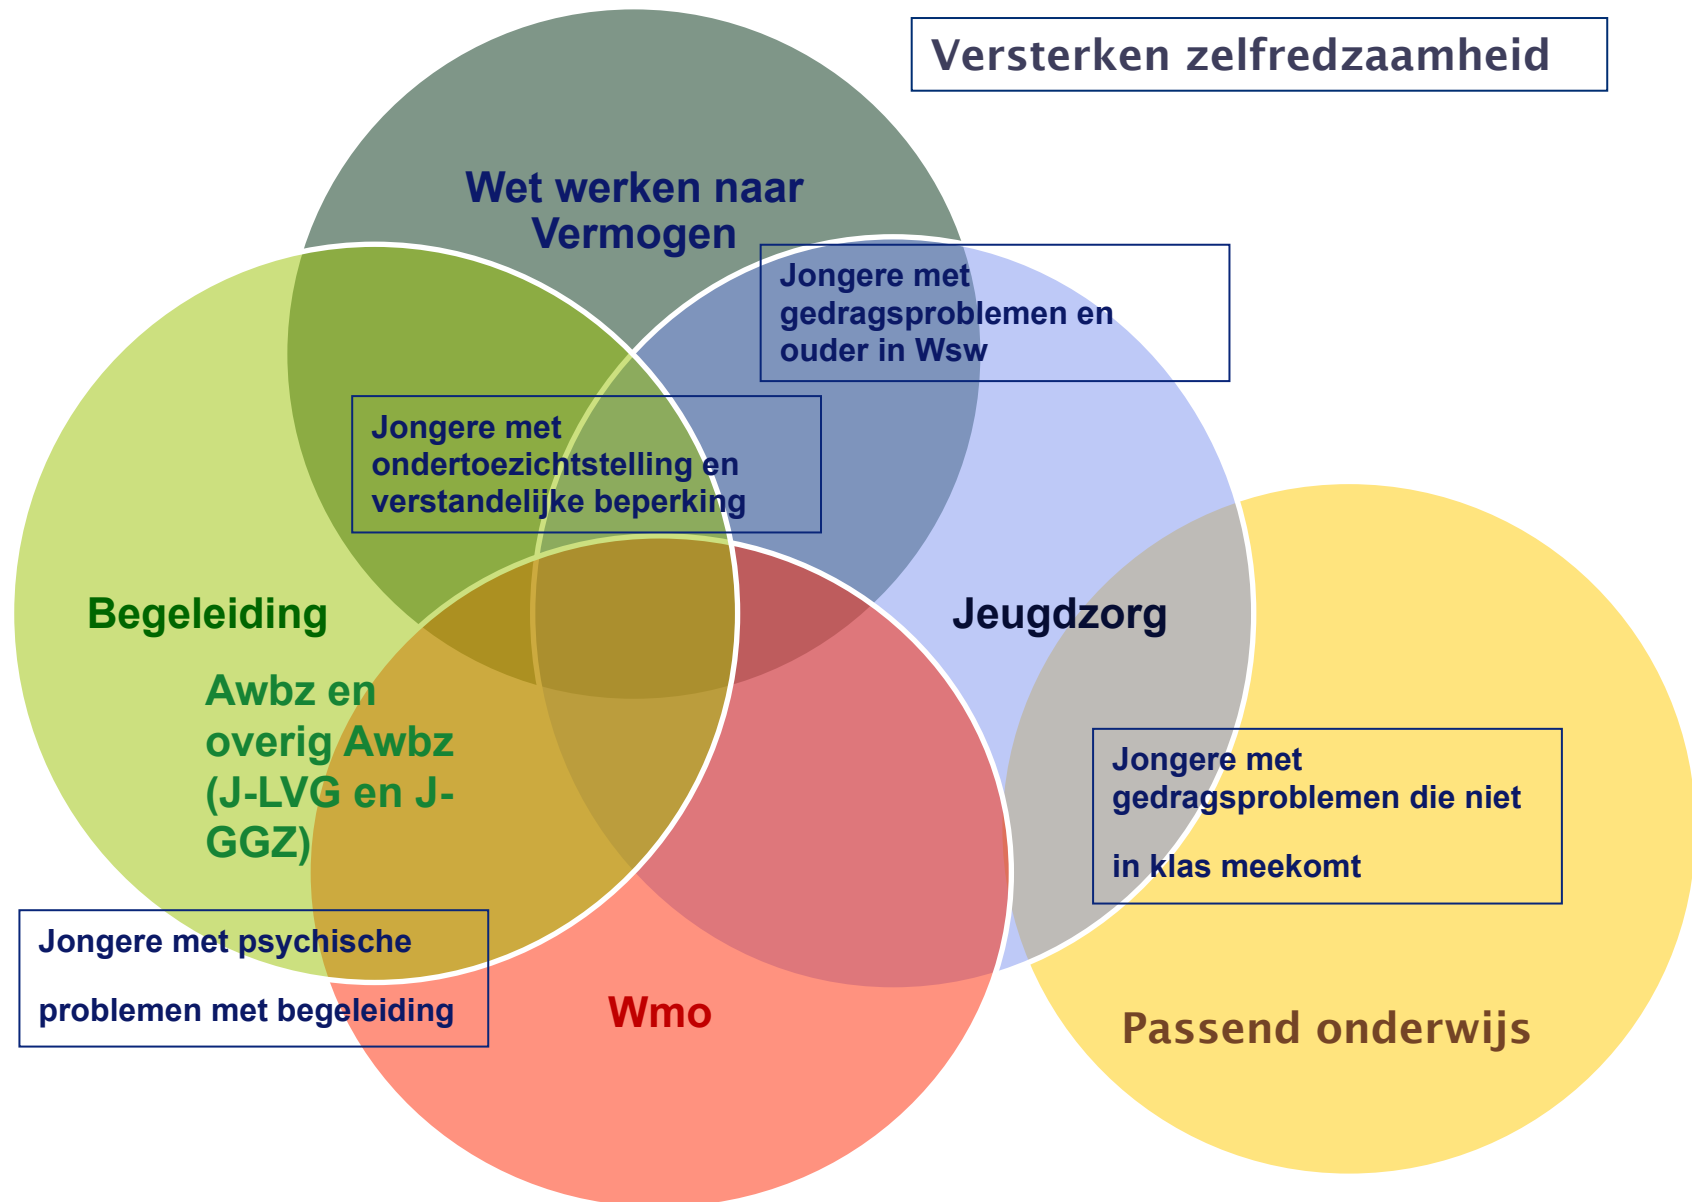 Versterken zelfredzaamheid
Wet werken naar
Vermogen
Jongere met
gedragsproblemen en
ouder in Wsw
Jongere met
ondertoezichtstelling en
verstandelijke beperking
Begeleiding
Jeugdzorg
Awbz en
overig Awbz
(J-LVG en J-
GGZ)
Jongere met
gedragsproblemen die niet
in klas meekomt
Jongere met psychische
problemen met begeleiding
Wmo
Passend onderwijs